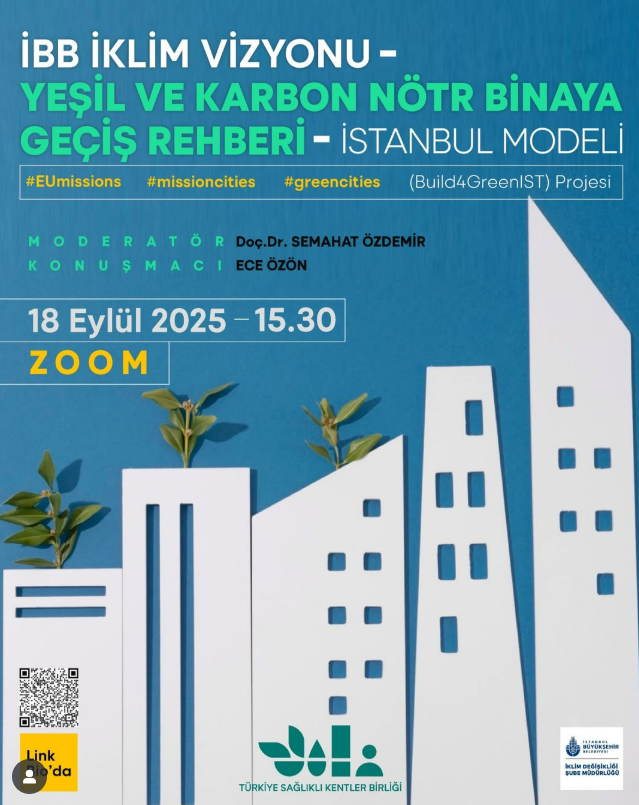 İBB İKLİM VİZYONU -
YEŞİL VE KARBON NÖTR BİNAYA
GEÇİŞ REHBERİ - İSTANBUL MODELİ
#EUmissions #missioncities #greencities (Build4GreenIST) Projesi
MODERATÖR Doç.Dr. SEMAHAT ÖZDEMİR
KONUŞMACI ECE ÖZÖN
18 Eylül 2025 – 15.30
ZOOM
Link
Bio'da
TÜRKİYE SAĞLIKLI KENTLER BİRLİĞİ
İSTANBUL
BÜYÜKŞEHİR
BELEDİYESİ
İKLİM DEĞİŞİKLİĞİ
ŞUBE MÜDÜRLÜĞÜ